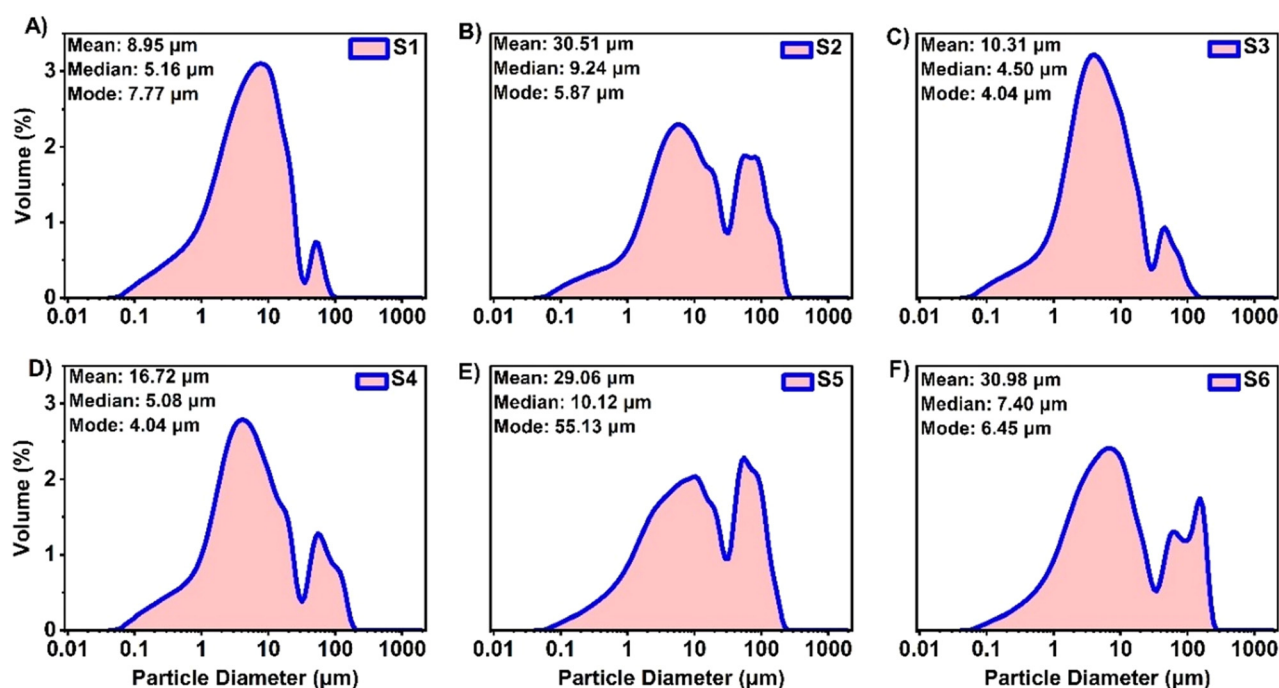 A)
Mean: 8.95 µm
Median: 5.16 µm
Mode: 7.77 µm
S1
Volume (%)
3
2
1
0
0.01 0.1 1 10 100 1000
B)
Mean: 30.51 µm
Median: 9.24 µm
Mode: 5.87 µm
S2
0.01 0.1 1 10 100 1000
C)
Mean: 10.31 µm
Median: 4.50 µm
Mode: 4.04 µm
S3
0.01 0.1 1 10 100 1000
D)
Mean: 16.72 µm
Median: 5.08 µm
Mode: 4.04 µm
S4
Volume (%)
3
2
1
0
0.01 0.1 1 10 100 1000
Particle Diameter (µm)
E)
Mean: 29.06 µm
Median: 10.12 µm
Mode: 55.13 µm
S5
0.01 0.1 1 10 100 1000
Particle Diameter (µm)
F)
Mean: 30.98 µm
Median: 7.40 µm
Mode: 6.45 µm
S6
0.01 0.1 1 10 100 1000
Particle Diameter (µm)